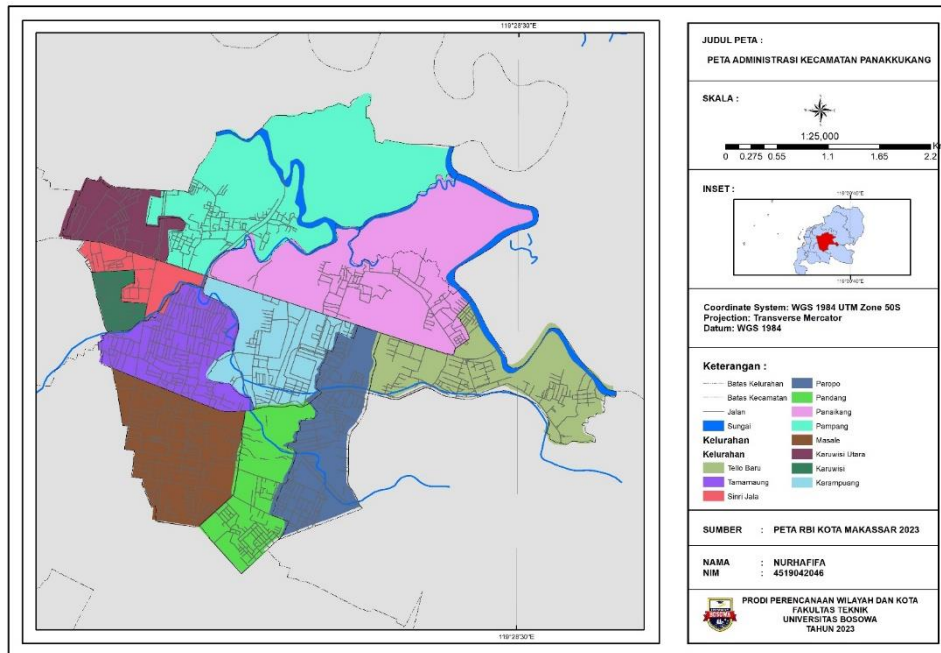 119°28'30"E
119°28'30"E
JUDUL PETA :
PETA ADMINISTRASI KECAMATAN PANAKKUKANG
SKALA :
1:25,000
0 0.275 0.55 1.1 1.65 2.2
INSET :
Coordinate System: WGS 1984 UTM Zone 50S
Projection: Transverse Mercator
Datum: WGS 1984
Keterangan :
Batas Kelurahan
Batas Kecamatan
Jalan
Sungai
Kelurahan
Kelurahan
Tello Baru
Tamamaung
Sinri Jala
Paropo
Pandang
Panaikang
Pampang
Masale
Karuwisi Utara
Karuwisi
Karampuang
SUMBER : PETA RBI KOTA MAKASSAR 2023
NAMA : NURHAFIFA
NIM : 4519042046
BOSOWA
PRODI PERENCANAAN WILAYAH DAN KOTA
FAKULTAS TEKNIK
UNIVERSITAS BOSOWA
TAHUN 2023